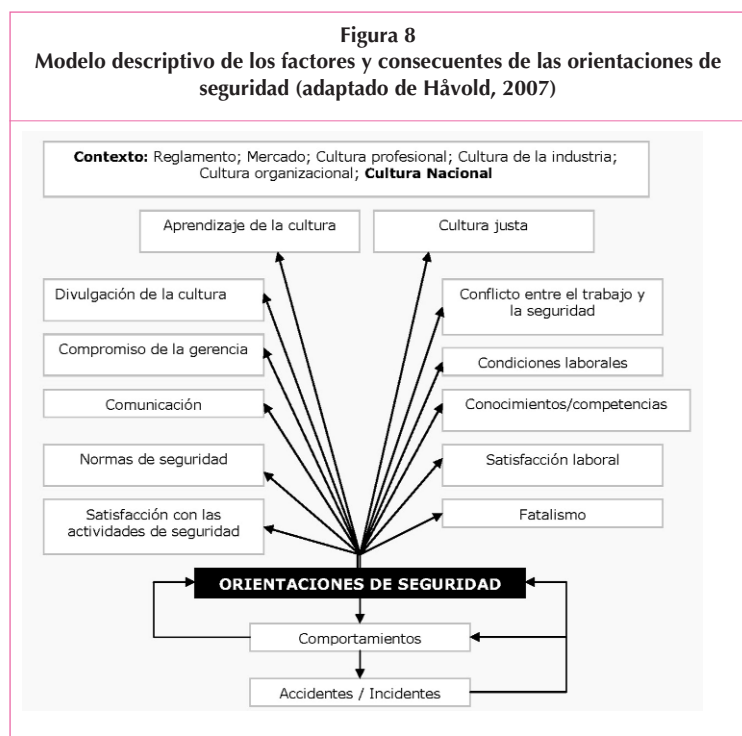 Figura 8
Modelo descriptivo de los factores y consecuentes de las orientaciones de
seguridad (adaptado de Håvold, 2007)
Contexto: Reglamento; Mercado; Cultura profesional; Cultura de la industria;
Cultura organizacional; Cultura Nacional
Aprendizaje de la cultura
Cultura justa
Divulgación de la cultura
Conflicto entre el trabajo y
la seguridad
Compromiso de la gerencia
Condiciones laborales
Comunicación
Conocimientos/competencias
Normas de seguridad
Satisfacción laboral
Satisfacción con las
actividades de seguridad
Fatalismo
ORIENTACIONES DE SEGURIDAD
Comportamientos
Accidentes / Incidentes